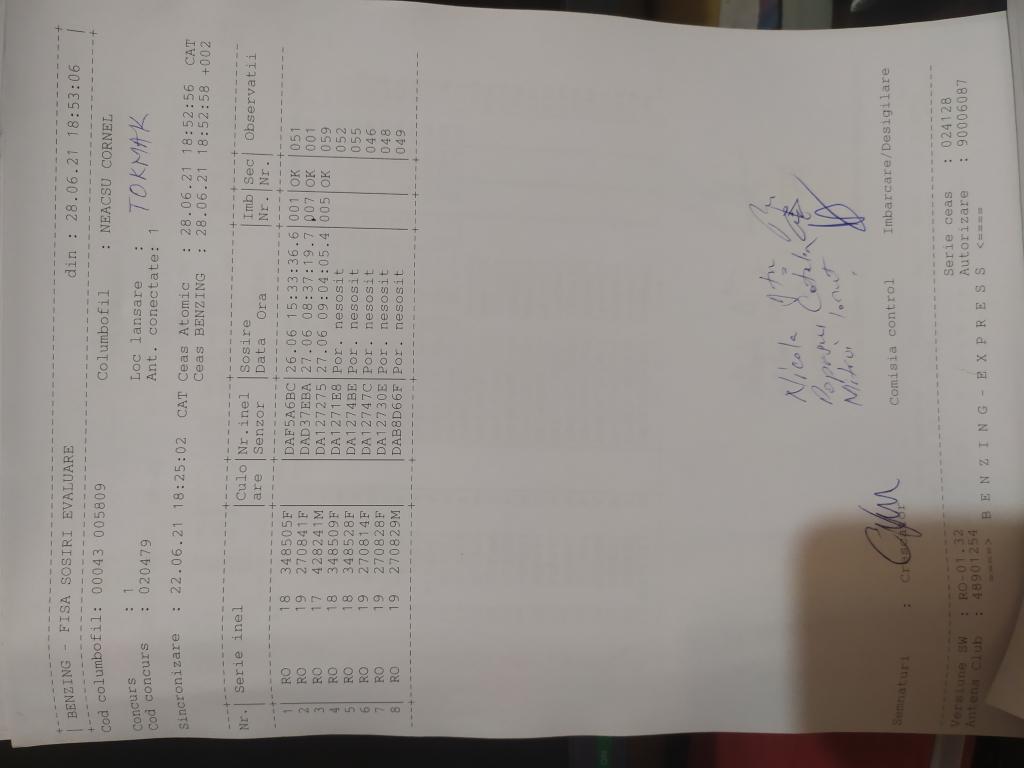 BENZING - FISA SOSIRI EVALUARE din : 28.06.21 18:53:06
Cod columbofil: 00043 005809 Columbofil : NEACSU CORNEL
Concurs : 1 Loc lansare : TOKMAK
Cod concurs : 020479 Ant. conectate: 1
Sincronizare : 22.06.21 18:25:02 CAT Ceas Atomic : 28.06.21 18:52:56 CAT
Ceas BENZING : 28.06.21 18:52:58 +002
Nr. | Serie inel | Culo | Nr.inel | Sosire | Imb | Sec | Observatii
are | Senzor | Data Ora | Nr. | Nr. |
1 RO 18 348505F | | DAF5A6BC | 26.06 15:33:36.6 | 001 | OK | 051
2 RO 19 270841F | | DAD37EBA | 27.06 08:37:19.7 | 007 | OK | 001
3 RO 17 428241M | | DA127275 | 27.06 09:04:05.4 | 005 | OK | 059
4 RO 18 348509F | | DA1271E8 | Por. nesosit | 052
5 RO 18 348528F | | DA1274BE | Por. nesosit | 055
6 RO 19 270814F | | DA12747C | Por. nesosit | 046
7 RO 19 270828F | | DA12730E | Por. nesosit | 048
8 RO 19 270829M | | DAB8D66F | Por. nesosit | 049
Nicola
Catalin
Mitroi Ionut
Semnaturi : Crescator Comisia control Imbarcare/Desigilare
Versiune SW : RO-01.32 Serie ceas : 024128
Antena Club : 48901254 Autorizare : 90006087
====> B E N Z I N G - E X P R E S S <====